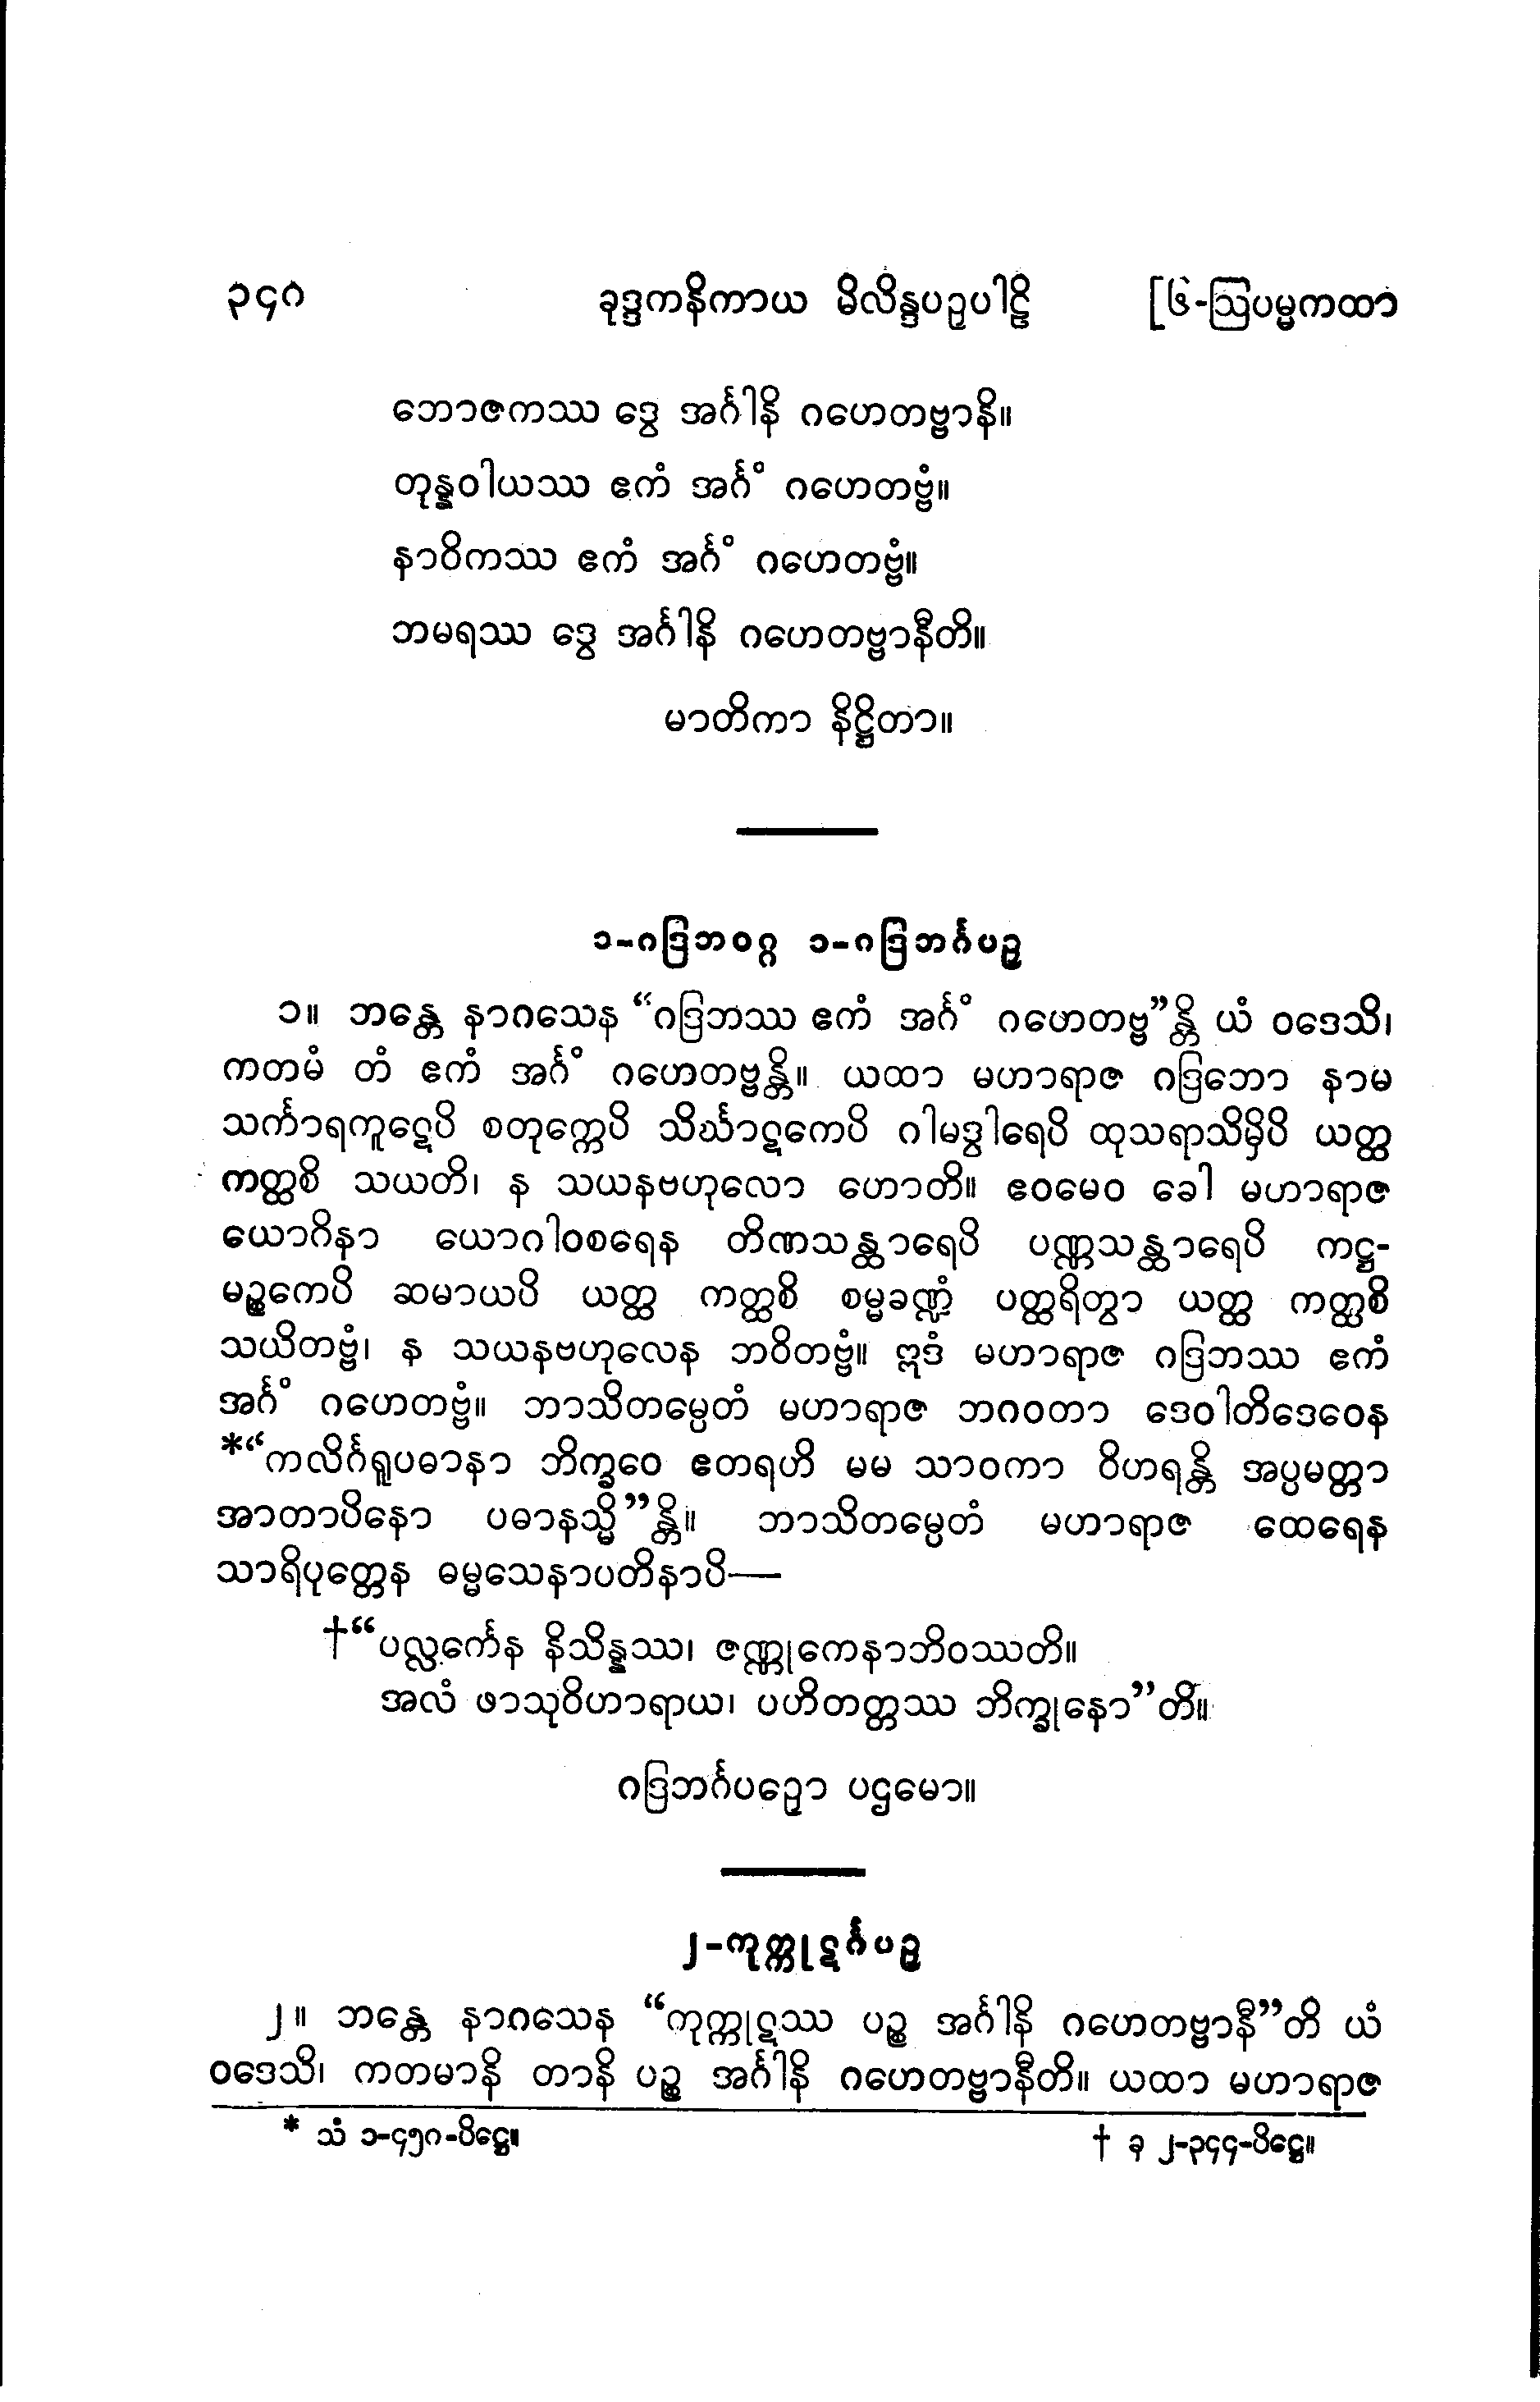 ၃၄၈ ခုဒ္ဒကနိကာယ မိလိန္ဒပဉှပါဠိ [၆-ဩပမ္မကထာ
ဘောဇကဿ ဒွေ အင်္ဂါနိ ဂဟေတဗ္ဗာနိ။
တုန္နဝါယဿ ဧကံ အင်္ဂံ ဂဟေတဗ္ဗံ။
နာဝိကဿ ဧကံ အင်္ဂံ ဂဟေတဗ္ဗံ။
ဘမရဿ ဒွေ အင်္ဂါနိ ဂဟေတဗ္ဗာနီတိ။
မာတိကာ နိဋ္ဌိတာ။
၁-ဂဒြဘဝဂ္ဂ ၁-ဂဒြဘင်္ဂပဉှ
၁။ ဘန္တေ နာဂသေန “ဂဒြဘဿ ဧကံ အင်္ဂံ ဂဟေတဗ္ဗ”န္တိ ယံ ဝဒေသိ၊
ကတမံ တံ ဧကံ အင်္ဂံ ဂဟေတဗ္ဗန္တိ။ ယထာ မဟာရာဇ ဂဒြဘော နာမ
သင်္ကာရကူဋေပိ စတုက္ကေပိ သိင်္ဃာဋကေပိ ဂါမဒွါရေပိ ထုသရာသိမှိပိ ယတ္ထ
ကတ္ထစိ သယတိ၊ န သယနဗဟုလော ဟောတိ။ ဧဝမေဝ ခေါ မဟာရာဇ
ယောဂိနာ ယောဂါဝစရေန တိဏသန္ထာရေပိ ပဏ္ဏသန္ထာရေပိ ကဋ္ဌ-
မဉ္စကေပိ ဆမာယပိ ယတ္ထ ကတ္ထစိ စမ္မခဏ္ဍံ ပတ္ထရိတွာ ယတ္ထ ကတ္ထစိ
သယိတဗ္ဗံ၊ န သယနဗဟုလေန ဘဝိတဗ္ဗံ။ ဣဒံ မဟာရာဇ ဂဒြဘဿ ဧကံ
အင်္ဂံ ဂဟေတဗ္ဗံ။ ဘာသိတမ္ပေတံ မဟာရာဇ ဘဂဝတာ ဒေဝါတိဒေဝေန
*“ကလိင်္ဂရူပဓာနာ ဘိက္ခဝေ ဧတရဟိ မမ သာဝကာ ဝိဟရန္တိ အပ္ပမတ္တာ
အာတာပိနော ပဓာနသ္မိ”န္တိ။ ဘာသိတမ္ပေတံ မဟာရာဇ ထေရေန
သာရိပုတ္တေန ဓမ္မသေနာပတိနာပိ—
†“ပလ္လင်္ကေန နိသိန္နဿ၊ ဇဏ္ဏုကေနာဘိဝဿတိ။
အလံ ဖာသုဝိဟာရာယ၊ ပဟိတတ္တဿ ဘိက္ခုနော”တိ။
ဂဒြဘင်္ဂပဉှော ပဌမော။
၂-ကုက္ကုဋင်္ဂပဉှ
၂။ ဘန္တေ နာဂသေန “ကုက္ကုဋဿ ပဉ္စ အင်္ဂါနိ ဂဟေတဗ္ဗာနီ”တိ ယံ
ဝဒေသိ၊ ကတမာနိ တာနိ ပဉ္စ အင်္ဂါနိ ဂဟေတဗ္ဗာနီတိ။ ယထာ မဟာရာဇ
* သံ ၁-၄၅၈-ပိဋ္ဌေ။ † ခု ၂-၃၄၄-ပိဋ္ဌေ။